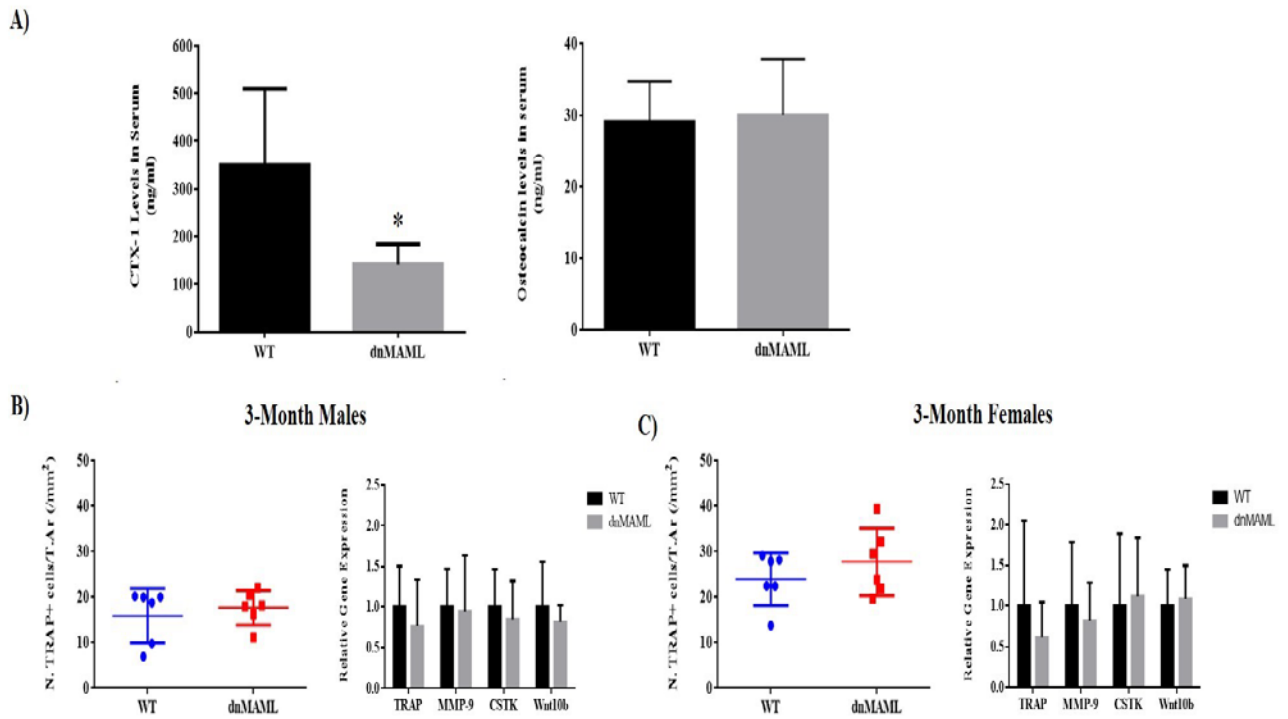 A)
CTX-1 Levels in Serum
(ng/ml)
600
500
400
300
200
100
0
*
WT
dnMAML
Osteocalcin levels in serum
(ng/ml)
40
30
20
10
0
WT
dnMAML
B)
3-Month Males
N. TRAP+ cells/T.Ar (/mm²)
50
40
30
20
10
0
WT
dnMAML
Relative Gene Expression
2.5
2.0
1.5
1.0
0.5
0.0
TRAP
MMP-9
CSTK
Wnt10b
WT
dnMAML
C)
3-Month Females
N. TRAP+ cells/T.Ar (/mm²)
50
40
30
20
10
0
WT
dnMAML
Relative Gene Expression
2.5
2.0
1.5
1.0
0.5
0.0
TRAP
MMP-9
CSTK
Wnt10b
WT
dnMAML